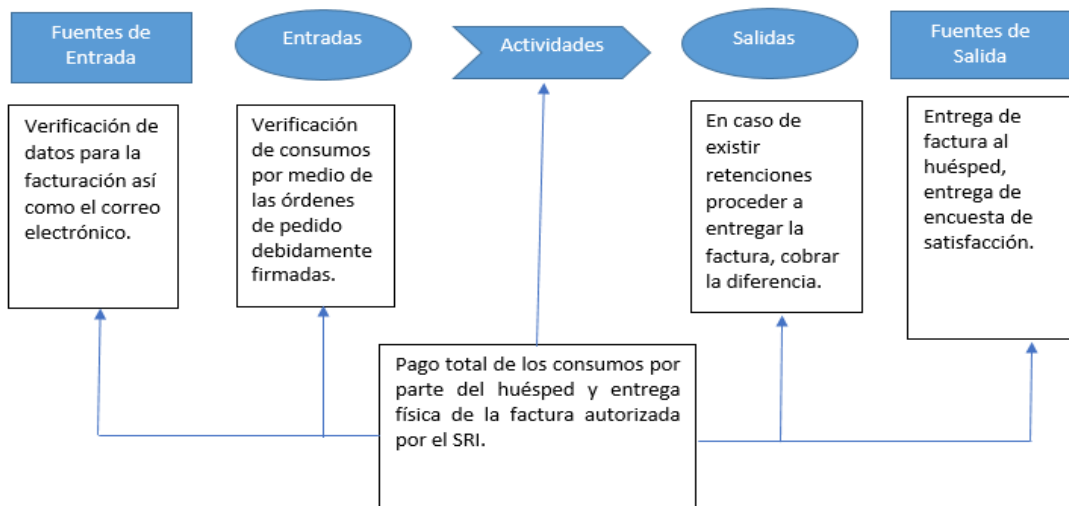 Fuentes de
Entrada
Entradas
Actividades
Salidas
Fuentes de
Salida
Verificación de
datos para la
facturación así
como el correo
electrónico.
Verificación
de consumos
por medio de
las órdenes
de pedido
debidamente
firmadas.
En caso de
existir
retenciones
proceder a
entregar la
factura, cobrar
la diferencia.
Entrega de
factura al
huésped,
entrega de
encuesta de
satisfacción.
Pago total de los consumos por
parte del huésped y entrega
física de la factura autorizada
por el SRI.